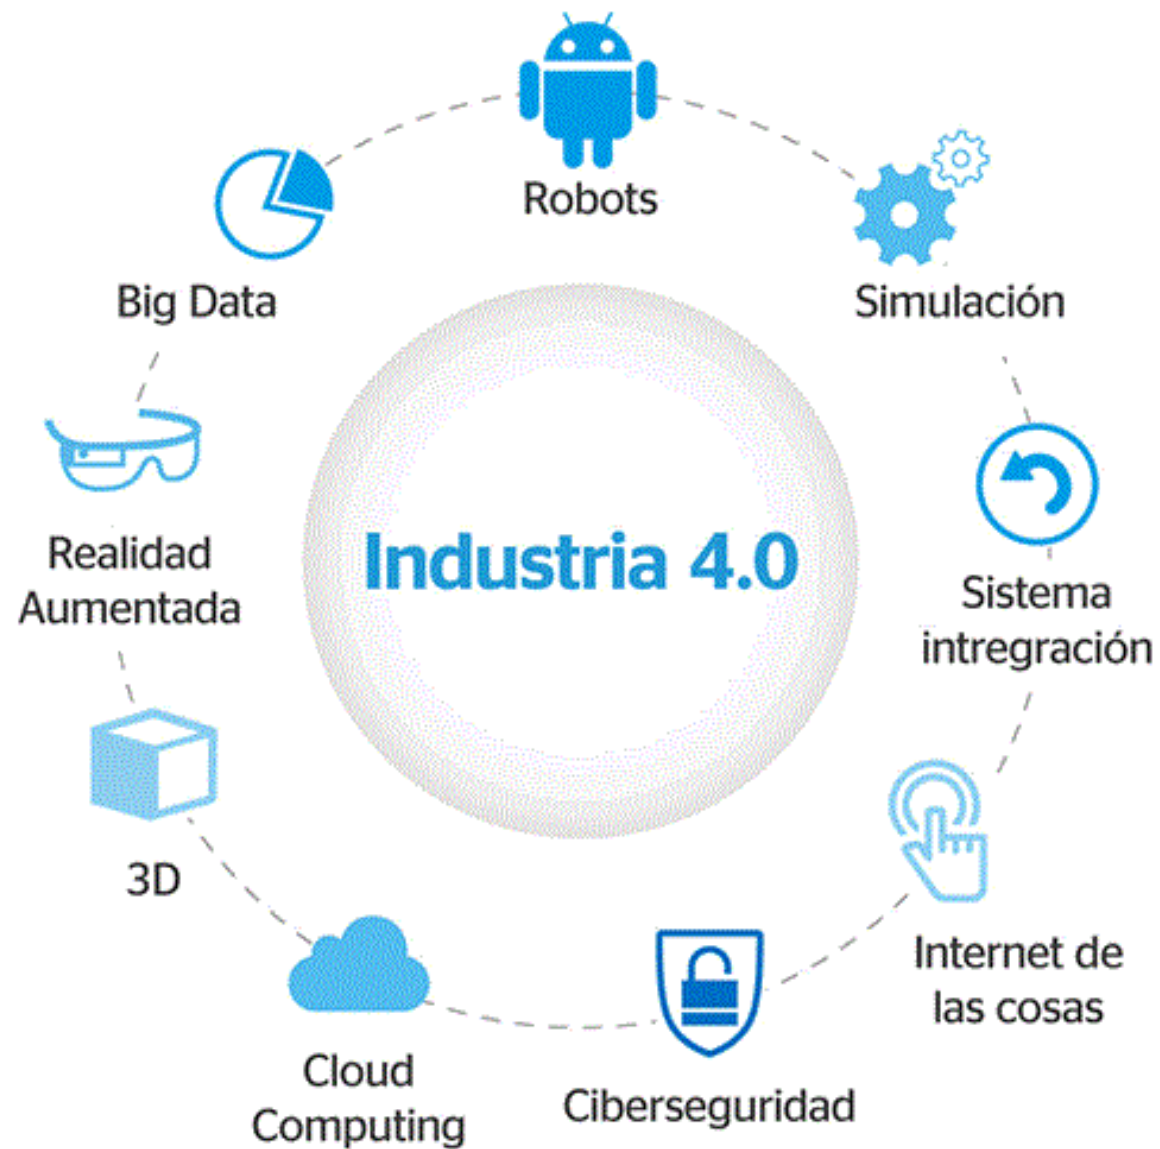 Robots
Big Data
Simulación
Realidad
Aumentada
Industria 4.0
Sistema
intregración
3D
Internet de
las cosas
Cloud
Computing
Ciberseguridad